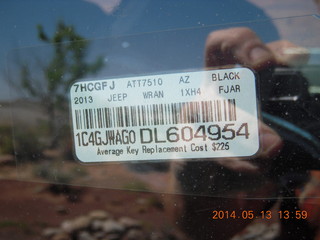 7HCGFJ ATT7510 AZ BLACK
2013 JEEP WRAN 1XH4 FJAR
1C4GJWAG0 DL604954
Average Key Replacement Cost $225
2014.05.13 13:59